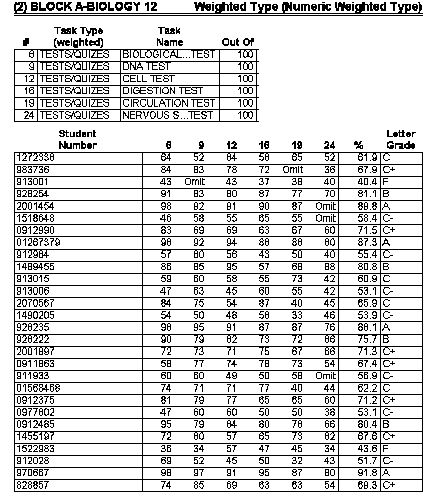 (2) BLOCK A-BIOLOGY 12 Weighted Type (Numeric Weighted Type)
Task Type Task
# (weighted) Name Out Of
6 TESTS/QUIZES BIOLOGICAL...TEST 100
9 TESTS/QUIZES DNA TEST 100
12 TESTS/QUIZES CELL TEST 100
16 TESTS/QUIZES DIGESTION TEST 100
19 TESTS/QUIZES CIRCULATION TEST 100
24 TESTS/QUIZES NERVOUS S...TEST 100
Student Letter
Number 6 9 12 16 19 24 % Grade
1272336 64 52 84 58 65 52 61.9 C
983736 84 83 78 72 Omit 36 67.9 C+
913001 43 Omit 43 37 38 40 40.4 F
928254 91 83 80 87 77 70 81.1 B
2001454 98 92 91 90 87 Omit 89.8 A
1518648 46 58 55 65 55 Omit 58.4 C-
0912990 83 69 69 63 67 60 71.5 C+
01267379 98 92 94 88 88 60 87.3 A
912984 57 80 56 43 50 40 55.4 C-
1489455 86 85 95 57 68 88 80.8 B
913015 59 60 58 55 73 42 60.9 C
913006 47 63 45 60 55 42 53.1 C-
2070567 84 75 54 87 40 45 65.9 C
1490205 54 50 48 58 33 46 53.9 C-
928235 98 95 91 87 87 76 88.1 A
928222 90 79 82 73 72 66 75.7 B
2001897 72 73 71 75 67 66 71.3 C+
0911863 58 77 74 78 73 54 67.4 C+
911933 60 60 49 50 58 Omit 56.9 C-
01568468 74 71 71 77 40 44 62.2 C
0912375 81 79 77 65 65 60 71.2 C+
0977802 47 60 60 50 50 38 53.1 C-
0912485 95 79 84 80 78 66 80.4 B
1455197 72 80 57 65 73 62 67.6 C+
1522983 36 34 57 47 45 34 43.6 F
912028 69 52 45 50 32 43 51.7 C-
970667 98 97 91 95 87 80 91.8 A
828857 74 85 69 63 63 54 69.3 C+